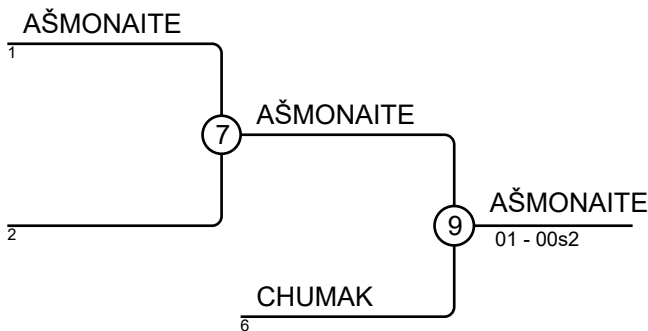 AŠMONAITE
1
7
AŠMONAITE
2
9
AŠMONAITE
01 - 00s2
CHUMAK
6